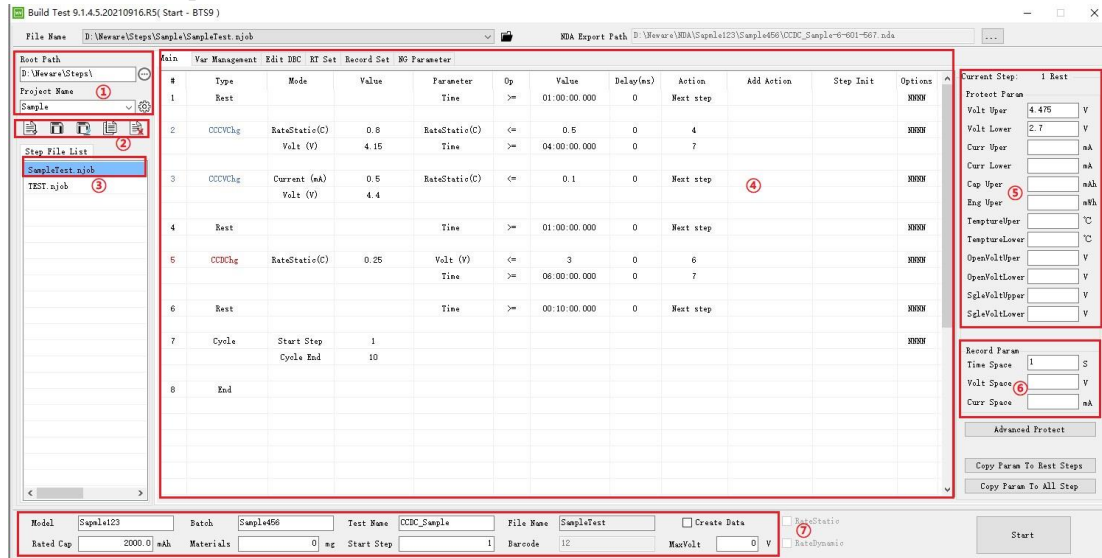 Build Test 9.1.4.5.20210916.R5( Start - BTS9 )
File Name D:\Neware\Steps\Sample\SampleTest.njob NDA Export Path D:\Neware\NDA\Sapmle123\Sample456\CCDC_Sample-6-601-567.nda ...
Root Path
D:\Neware\Steps\
Project Name
Sample
①
②
Step File List
SampleTest.njob
TEST.njob
③
Main Var Management Edit DBC RT Set Record Set NG Parameter
# Type Mode Value Parameter Op Value Delay(ms) Action Add Action Step Init Options
1 Rest Time >= 01:00:00.000 0 Next step NNNN
2 CCCVChg RateStatic(C) 0.8 RateStatic(C) <= 0.5 0 4 NNNN
Volt (V) 4.15 Time >= 04:00:00.000 0 7
3 CCCVChg Current (mA) 0.5 RateStatic(C) <= 0.1 0 Next step NNNN
Volt (V) 4.4
④
4 Rest Time >= 01:00:00.000 0 Next step NNNN
5 CCDChg RateStatic(C) 0.25 Volt (V) <= 3 0 6 NNNN
Time >= 06:00:00.000 0 7
6 Rest Time >= 00:10:00.000 0 Next step NNNN
7 Cycle Start Step 1 NNNN
Cycle End 10
8 End
Current Step: 1 Rest
Protect Param
Volt Uper 4.475 V
Volt Lower 2.7 V
Curr Uper mA
Curr Lower mA
Cap Uper mAh
⑤
Eng Uper mWh
TemptureUper ℃
TemptureLower ℃
OpenVoltUper V
OpenVoltLower V
SgleVoltUpper V
SgleVoltLower V
Record Param
Time Space 1 S
Volt Space V
⑥
Curr Space mA
Advanced Protect
Copy Param To Rest Steps
Copy Param To All Step
Model Sapmle123 Batch Sample456 Test Name CCDC_Sample File Name SampleTest Create Data RateStatic
⑦
Rated Cap 2000.0 mAh Materials 0 mg Start Step 1 Barcode 12 MaxVolt 0 V RateDynamic
Start